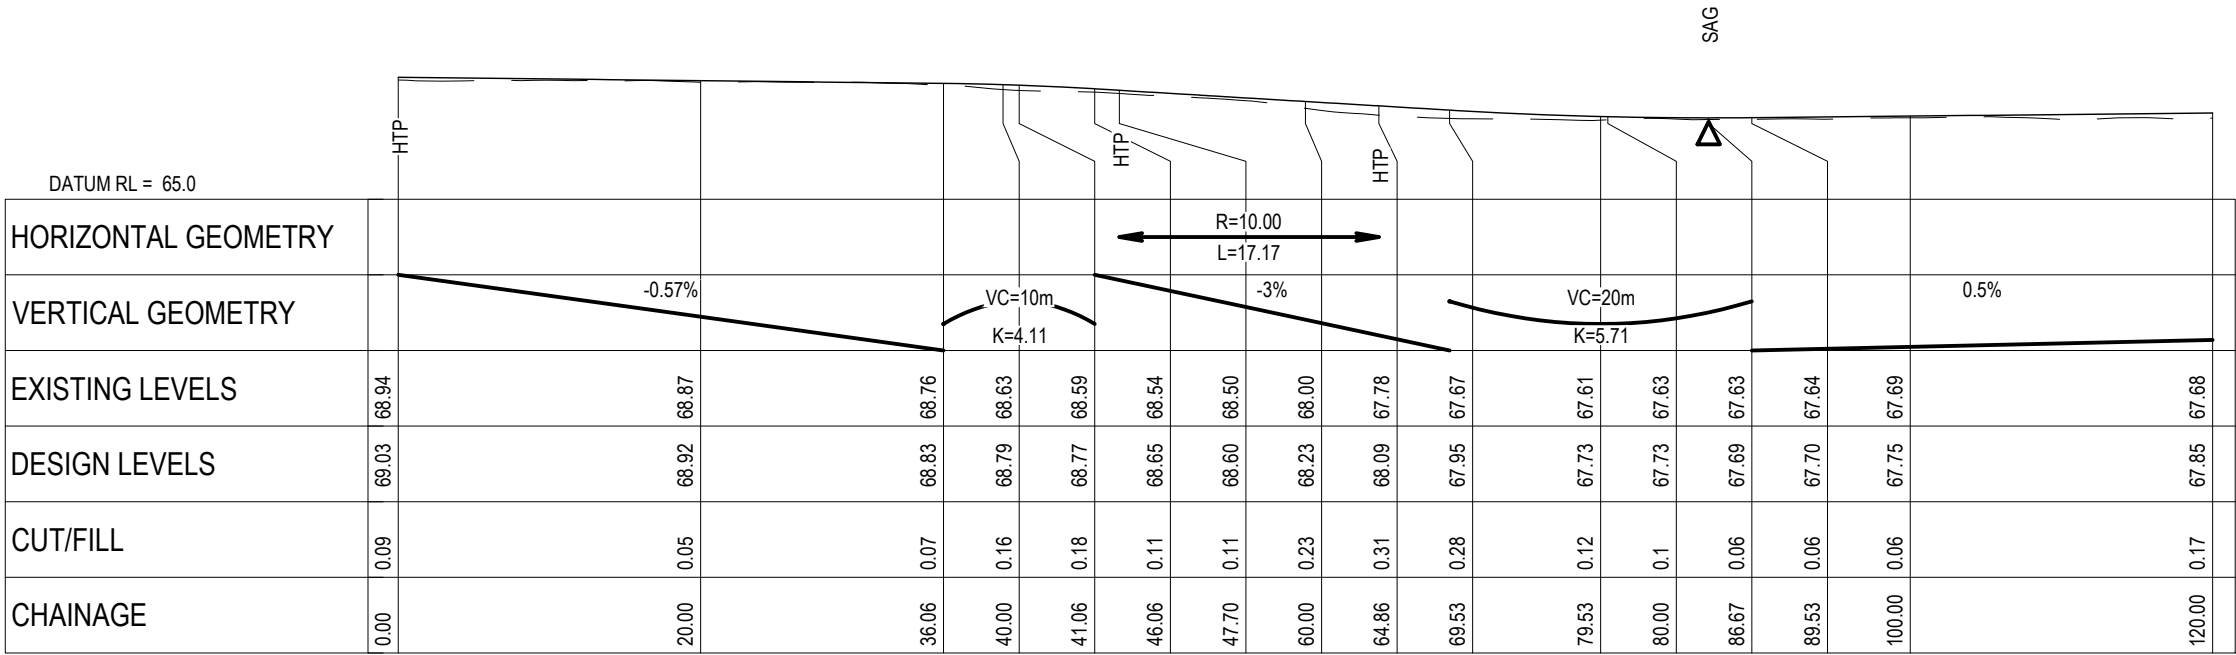 SAG
HTP
HTP
HTP
DATUM RL = 65.0
HORIZONTAL GEOMETRY
R=10.00
L=17.17
VERTICAL GEOMETRY
-0.57%
VC=10m
K=4.11
-3%
VC=20m
K=5.71
0.5%
EXISTING LEVELS 68.94 68.87 68.76 68.63 68.59 68.54 68.50 68.00 67.78 67.67 67.61 67.63 67.63 67.64 67.69 67.68
DESIGN LEVELS 69.03 68.92 68.83 68.79 68.77 68.65 68.60 68.23 68.09 67.95 67.73 67.73 67.69 67.70 67.75 67.85
CUT/FILL 0.09 0.05 0.07 0.16 0.18 0.11 0.11 0.23 0.31 0.28 0.12 0.1 0.06 0.06 0.06 0.17
CHAINAGE 0.00 20.00 36.06 40.00 41.06 46.06 47.70 60.00 64.86 69.53 79.53 80.00 86.67 89.53 100.00 120.00